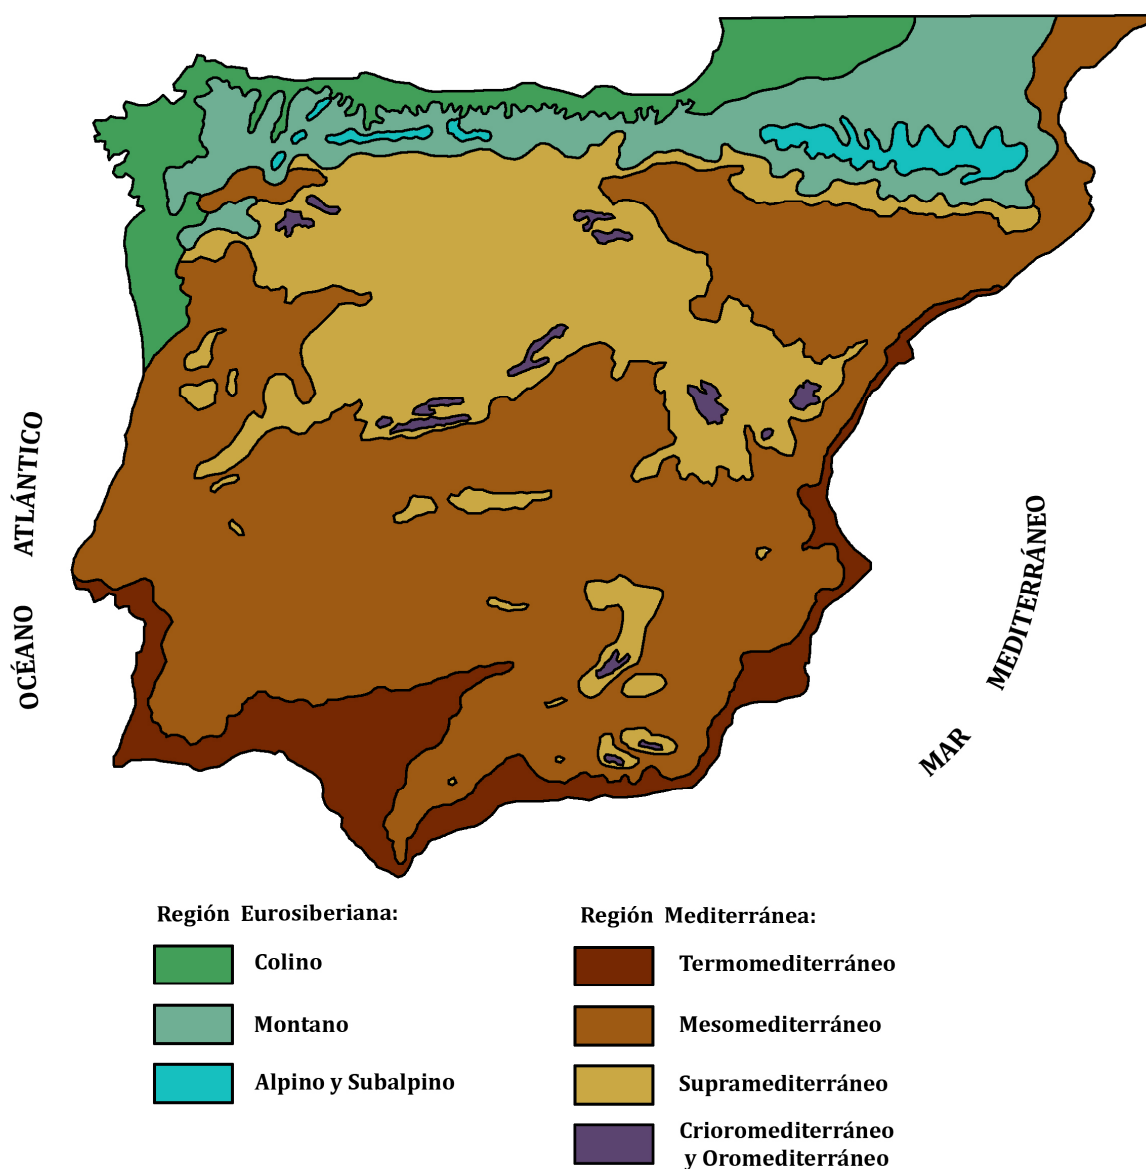 OCÉANO ATLÁNTICO
MAR MEDITERRÁNEO
Región Eurosiberiana:
Colino
Montano
Alpino y Subalpino
Región Mediterránea:
Termomediterráneo
Mesomediterráneo
Supramediterráneo
Crioromediterráneo
y Oromediterráneo